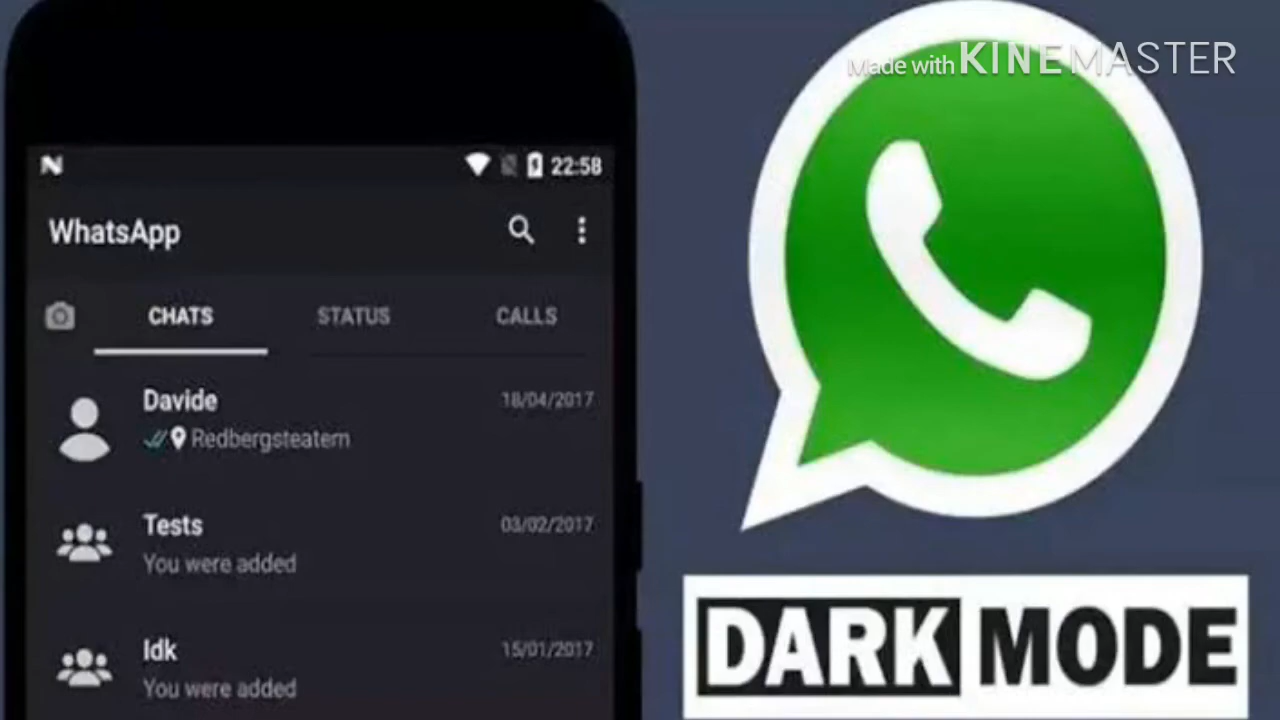 Made with KINEMASTER
22:58
WhatsApp
CHATS STATUS CALLS
Davide 18/04/2017
Redbergsteatern
Tests 03/02/2017
You were added
Idk 15/01/2017
You were added
DARK MODE